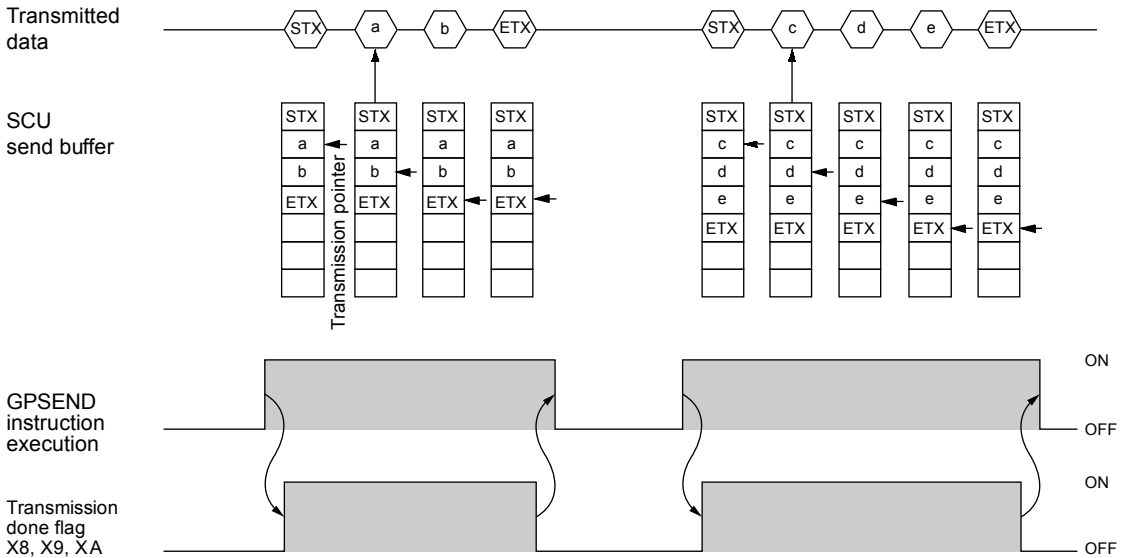 Transmitted
data
STX a b ETX STX c d e ETX
SCU
send buffer
STX STX STX STX STX STX STX STX STX
a a a a c c c c c
b b b b d d d d d
ETX ETX ETX ETX e e e e e
ETX ETX ETX ETX ETX
Transmission pointer
GPSEND
instruction
execution
ON
OFF
Transmission
done flag
X8, X9, XA
ON
OFF